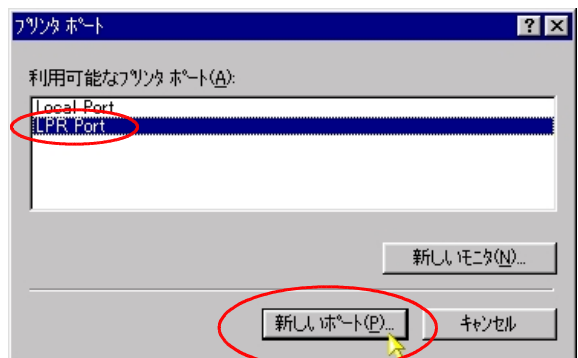 プリンタ ポート
利用可能なプリンタ ポート(A):
Local Port
LPR Port
新しいモニタ(N)...
新しいポート(P)...
キャンセル